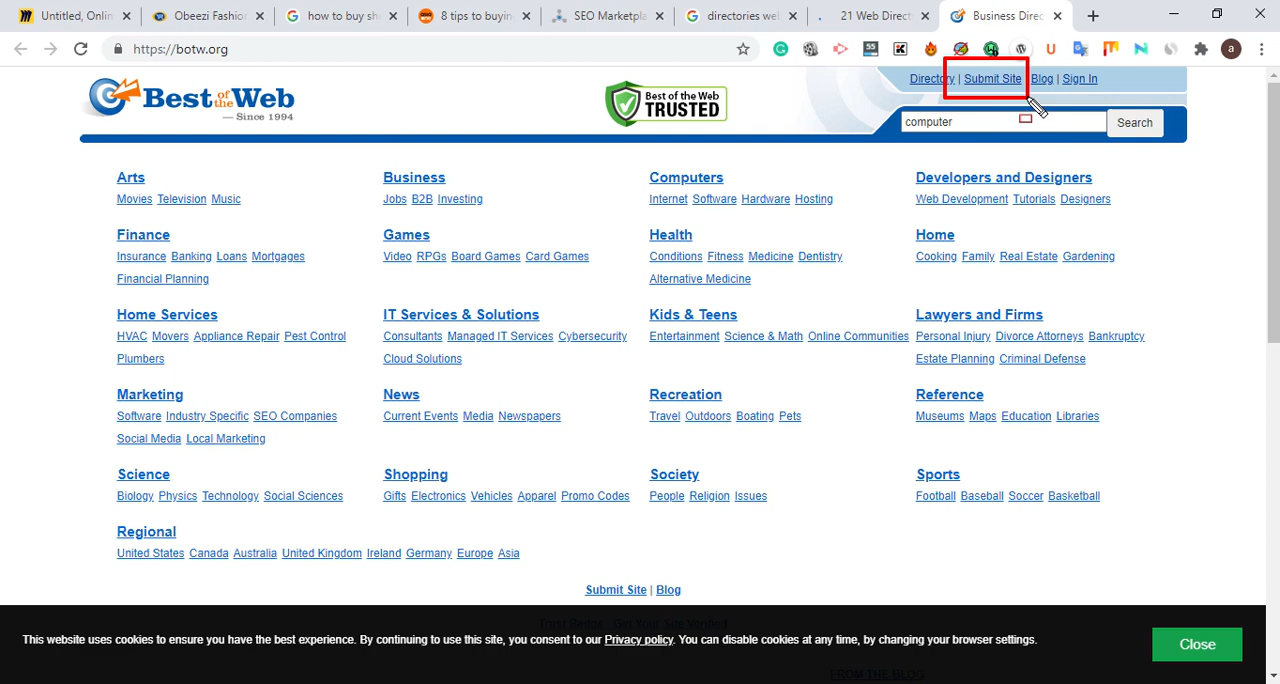 Untitled, Onlin
Obeezi Fashio
how to buy sh
8 tips to buyin
SEO Marketpla
directories we
21 Web Direct
Business Direc
https://botw.org
55
K
U
a
Best of the Web
— Since 1994
Best of the Web
TRUSTED
Directory | Submit Site | Blog | Sign In
computer
Search
Arts
Movies Television Music
Business
Jobs B2B Investing
Computers
Internet Software Hardware Hosting
Developers and Designers
Web Development Tutorials Designers
Finance
Insurance Banking Loans Mortgages
Financial Planning
Games
Video RPGs Board Games Card Games
Health
Conditions Fitness Medicine Dentistry
Alternative Medicine
Home
Cooking Family Real Estate Gardening
Home Services
HVAC Movers Appliance Repair Pest Control
Plumbers
IT Services & Solutions
Consultants Managed IT Services Cybersecurity
Cloud Solutions
Kids & Teens
Entertainment Science & Math Online Communities
Lawyers and Firms
Personal Injury Divorce Attorneys Bankruptcy
Estate Planning Criminal Defense
Marketing
Software Industry Specific SEO Companies
Social Media Local Marketing
News
Current Events Media Newspapers
Recreation
Travel Outdoors Boating Pets
Reference
Museums Maps Education Libraries
Science
Biology Physics Technology Social Sciences
Shopping
Gifts Electronics Vehicles Apparel Promo Codes
Society
People Religion Issues
Sports
Football Baseball Soccer Basketball
Regional
United States Canada Australia United Kingdom Ireland Germany Europe Asia
Submit Site | Blog
This website uses cookies to ensure you have the best experience. By continuing to use this site, you consent to our Privacy policy. You can disable cookies at any time, by changing your browser settings.
Close
FROM THE BLOG